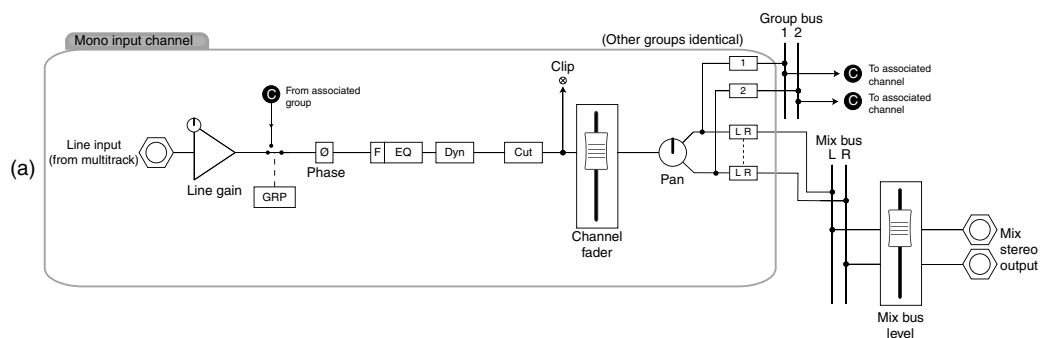 Group bus
1 2
Mono input channel
(Other groups identical)
Clip
1
C
To associated
channel
C
From associated
group
2
C
To associated
channel
Line input
(from multitrack)
L R
Mix bus
L R
(a)
Ø
F
EQ
Dyn
Cut
Phase
Line gain
Pan
L R
GRP
Channel
fader
Mix
stereo
output
Mix bus
level